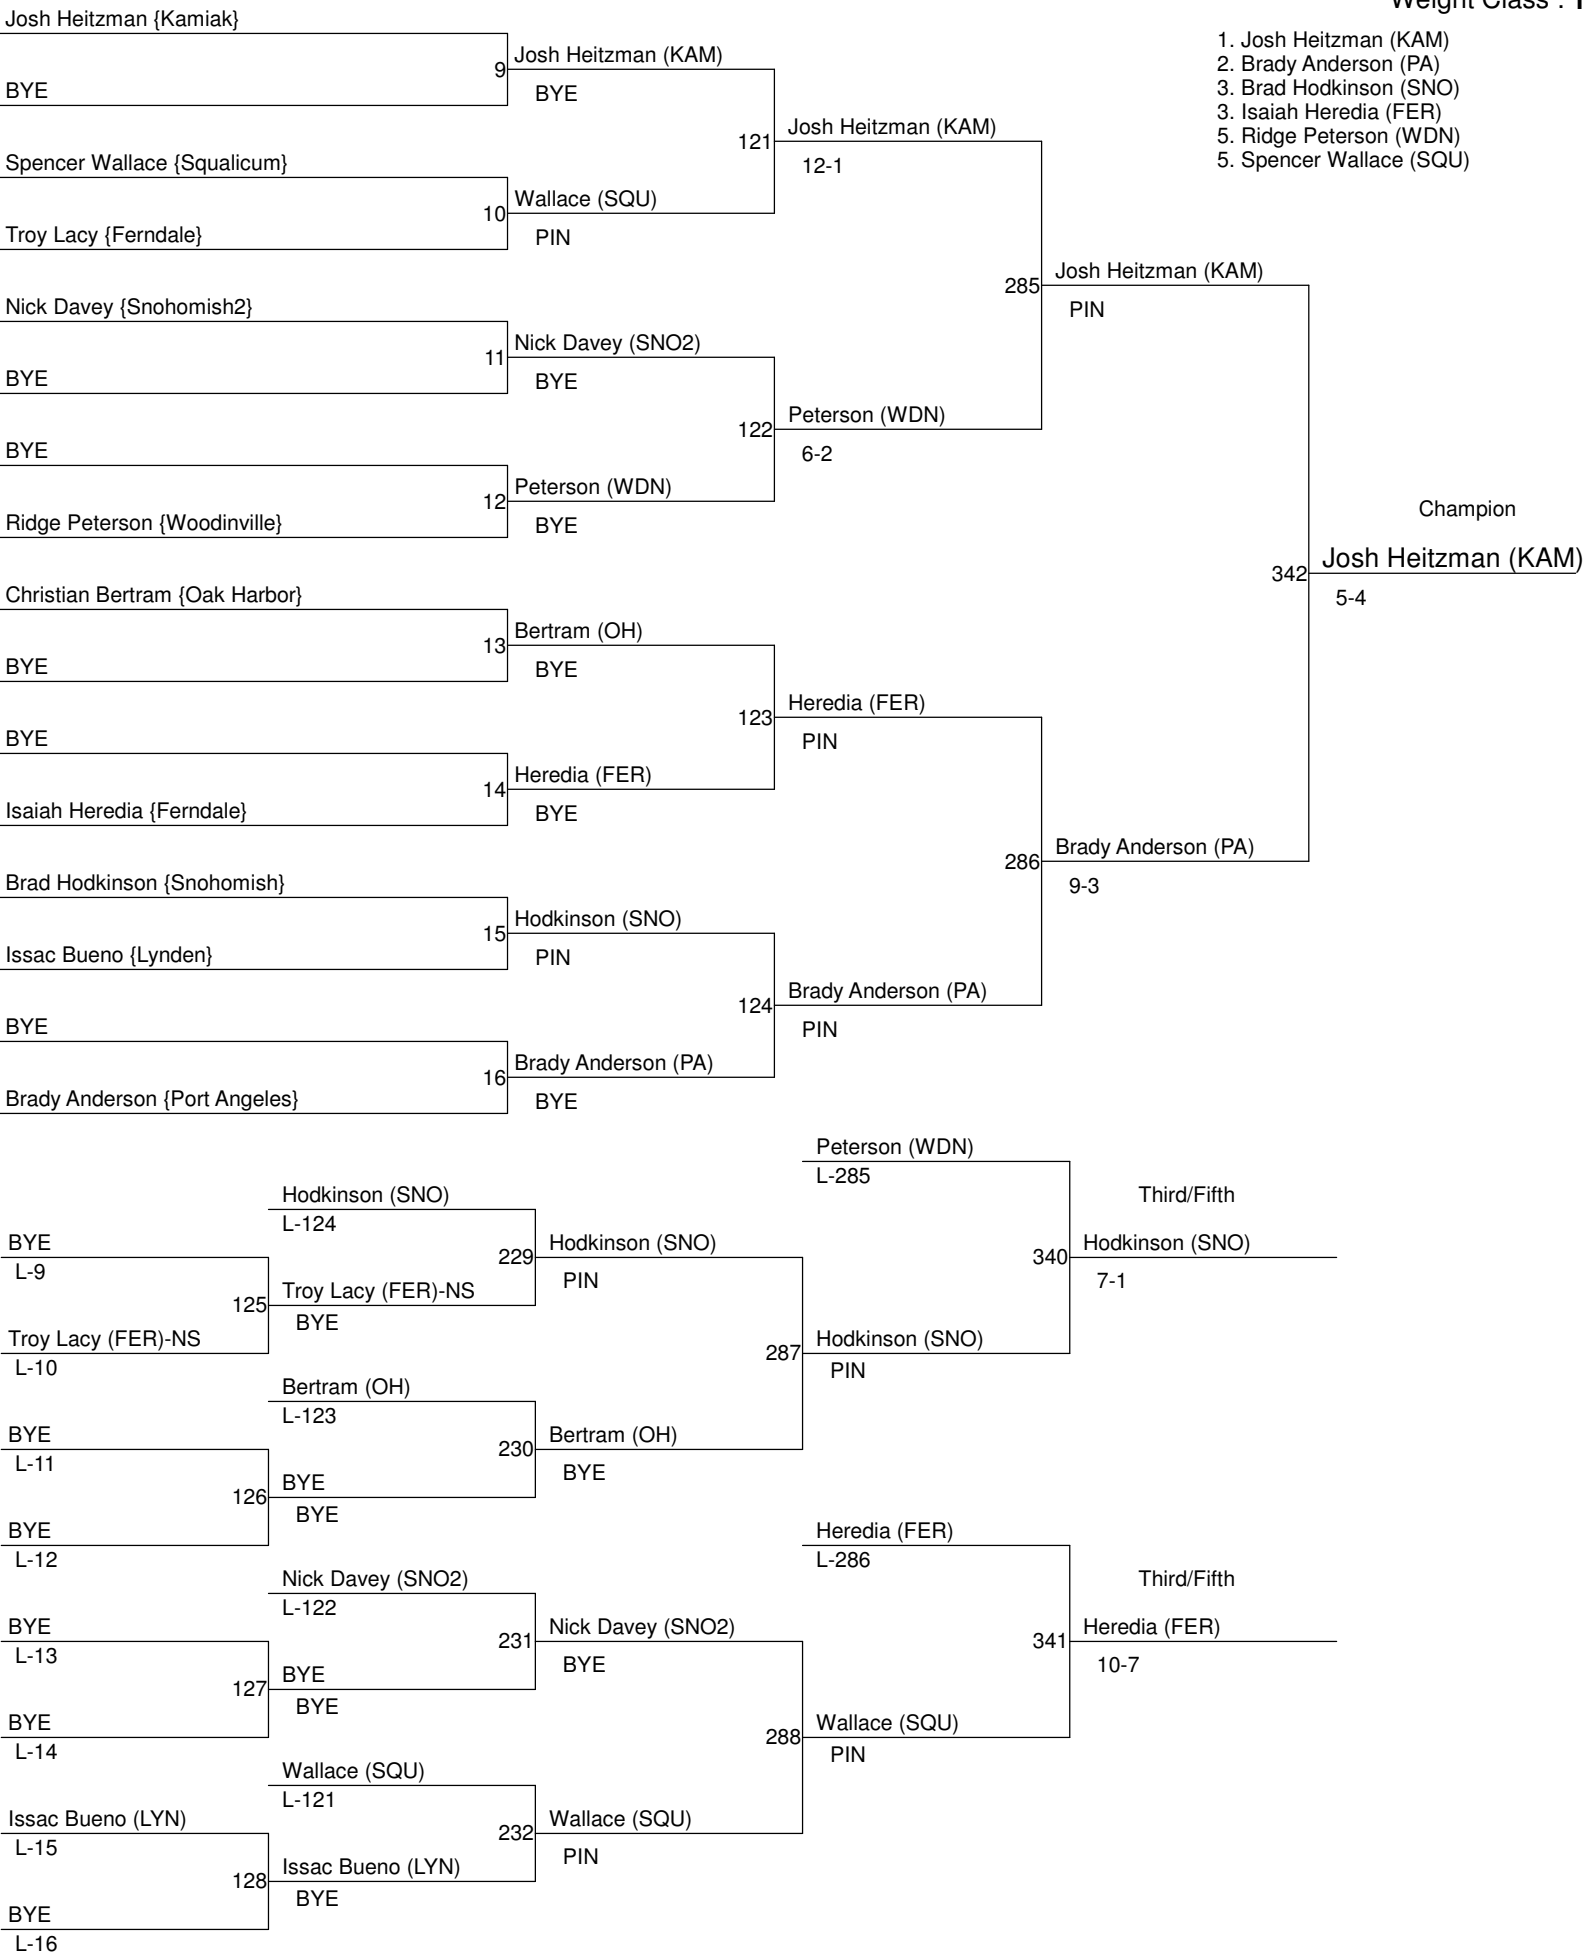 Weight Class :
Josh Heitzman {Kamiak}
BYE
Spencer Wallace {Squalicum}
Troy Lacy {Ferndale}
Nick Davey {Snohomish2}
BYE
BYE
Ridge Peterson {Woodinville}
Christian Bertram {Oak Harbor}
BYE
BYE
Isaiah Heredia {Ferndale}
Brad Hodkinson {Snohomish}
Issac Bueno {Lynden}
BYE
Brady Anderson {Port Angeles}
9
Josh Heitzman (KAM)
BYE
10
Wallace (SQU)
PIN
11
Nick Davey (SNO2)
BYE
12
Peterson (WDN)
BYE
13
Bertram (OH)
BYE
14
Heredia (FER)
BYE
15
Hodkinson (SNO)
PIN
16
Brady Anderson (PA)
BYE
121
Josh Heitzman (KAM)
12-1
122
Peterson (WDN)
6-2
123
Heredia (FER)
PIN
124
Brady Anderson (PA)
PIN
285
Josh Heitzman (KAM)
PIN
286
Brady Anderson (PA)
9-3
1. Josh Heitzman (KAM)
2. Brady Anderson (PA)
3. Brad Hodkinson (SNO)
3. Isaiah Heredia (FER)
5. Ridge Peterson (WDN)
5. Spencer Wallace (SQU)
Champion
342
Josh Heitzman (KAM)
5-4
BYE
L-9
Troy Lacy (FER)-NS
L-10
BYE
L-11
BYE
L-12
BYE
L-13
BYE
L-14
Issac Bueno (LYN)
L-15
BYE
L-16
Hodkinson (SNO)
L-124
125
Troy Lacy (FER)-NS
BYE
Bertram (OH)
L-123
126
BYE
BYE
Nick Davey (SNO2)
L-122
127
BYE
BYE
Wallace (SQU)
L-121
128
Issac Bueno (LYN)
BYE
229
Hodkinson (SNO)
PIN
230
Bertram (OH)
BYE
231
Nick Davey (SNO2)
BYE
232
Wallace (SQU)
PIN
Peterson (WDN)
L-285
287
Hodkinson (SNO)
PIN
Heredia (FER)
L-286
288
Wallace (SQU)
PIN
Third/Fifth
340
Hodkinson (SNO)
7-1
Third/Fifth
341
Heredia (FER)
10-7